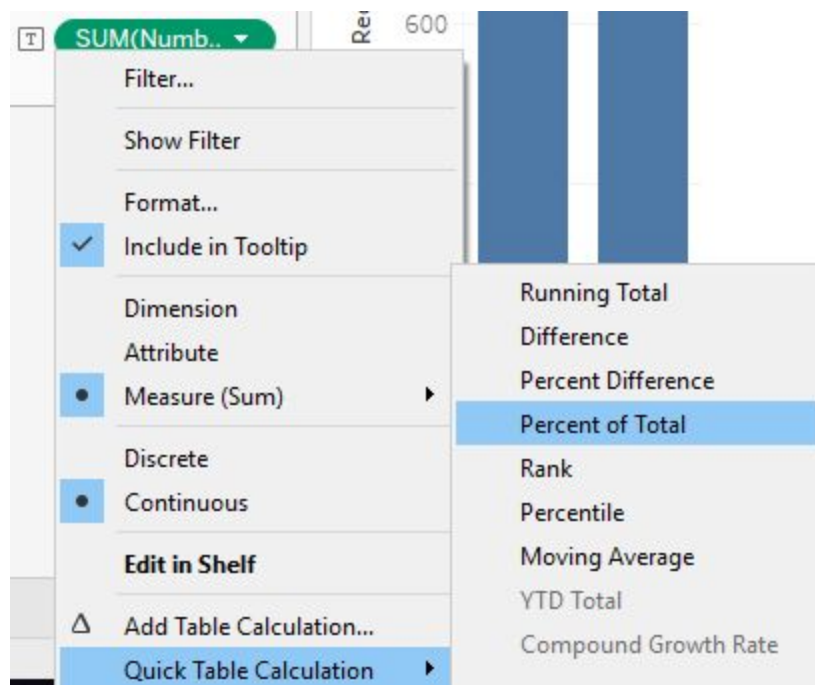 T
SUM(Numb..
Rec
600
Filter...
Show Filter
Format...
Include in Tooltip
Dimension
Attribute
Measure (Sum)
Discrete
Continuous
Edit in Shelf
Add Table Calculation...
Quick Table Calculation
Running Total
Difference
Percent Difference
Percent of Total
Rank
Percentile
Moving Average
YTD Total
Compound Growth Rate